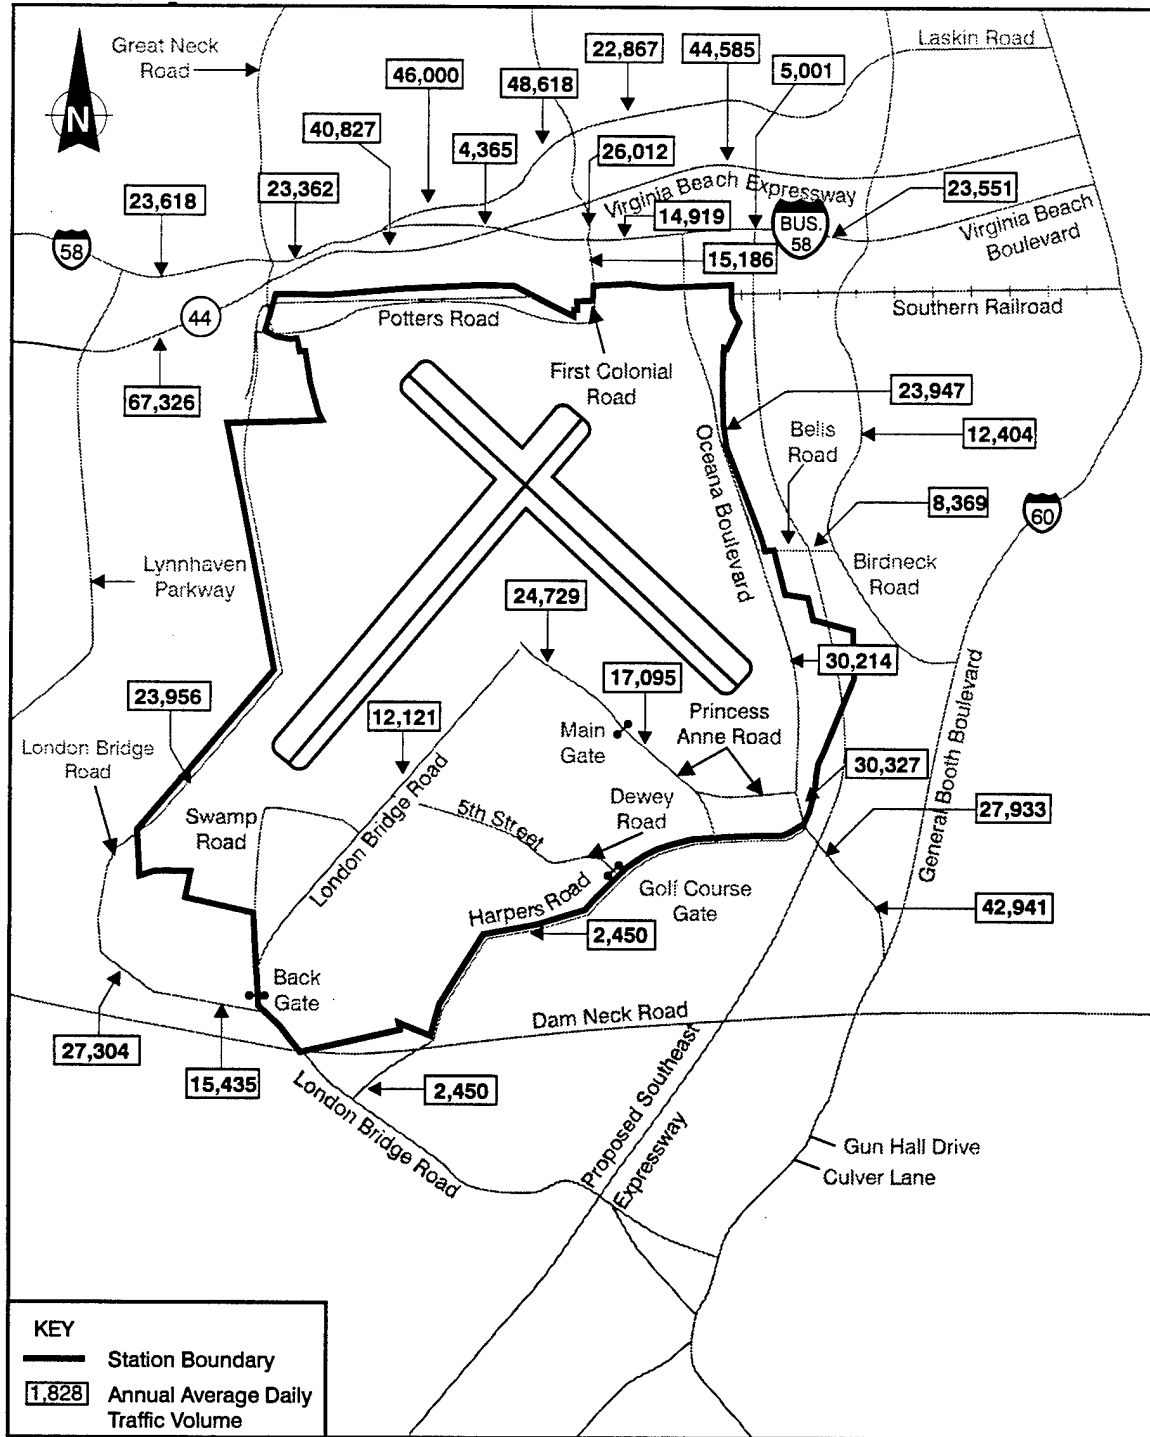 Great Neck
Road
22,867
44,585
Laskin Road
46,000
48,618
5,001
N
40,827
4,365
26,012
23,618
23,362
Virginia Beach Expressway
23,551
14,919
BUS.
58
Virginia Beach
Boulevard
58
15,186
44
Potters Road
Southern Railroad
First Colonial
Road
67,326
23,947
Bells
Road
12,404
Oceana Boulevard
8,369
60
Lynnhaven
Parkway
Birdneck
Road
24,729
30,214
17,095
23,956
12,121
Main
Gate
Princess
Anne Road
London Bridge
Road
General Booth Boulevard
30,327
Swamp
Road
London Bridge Road
5th Street
Dewey
Road
27,933
Harpers Road
Golf Course
Gate
42,941
2,450
Back
Gate
Dam Neck Road
27,304
15,435
2,450
London Bridge Road
Proposed Southeast
Expressway
Gun Hall Drive
Culver Lane
KEY
Station Boundary
1,828
Annual Average Daily
Traffic Volume